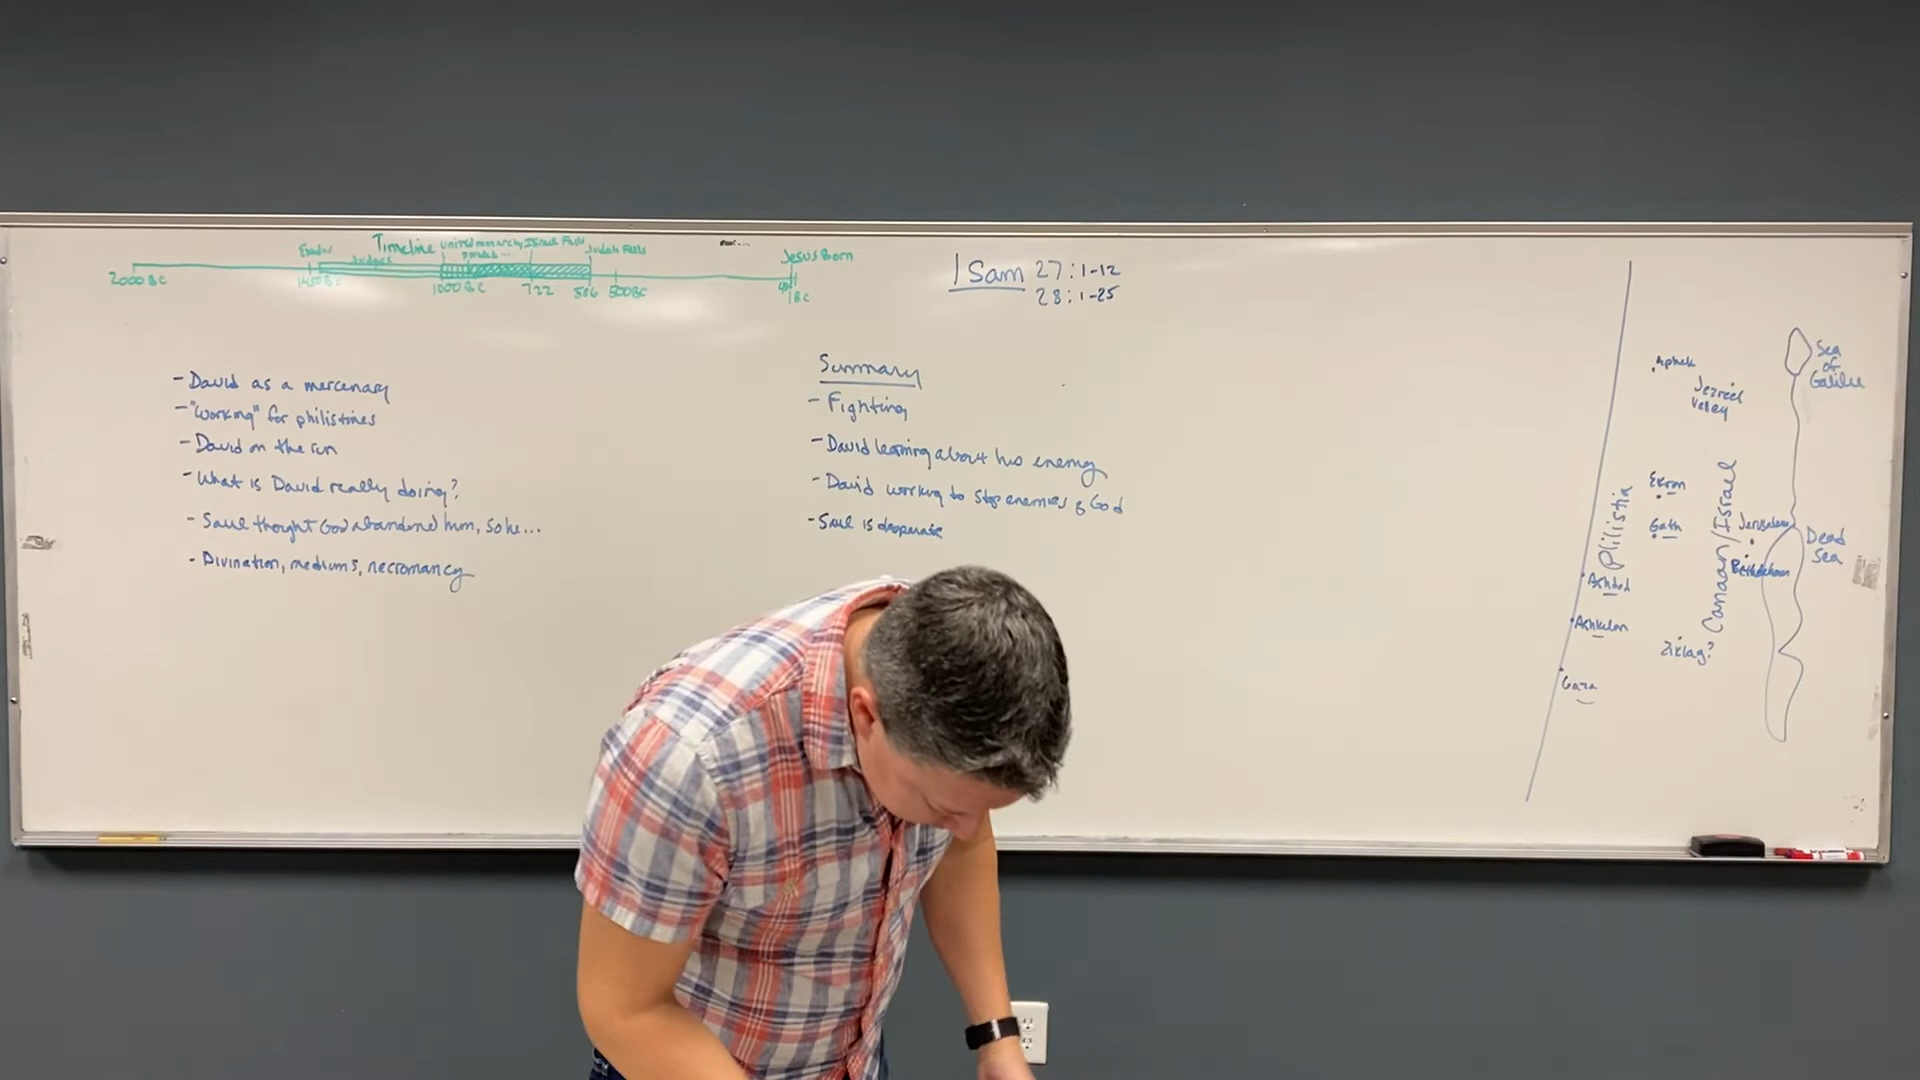 Timeline
Exodus
Judges
united monarchy
Israel Falls
Judah Falls
Jesus Born
2000 BC
1450 BC
1000 BC
722
586
500BC
1BC
1 Sam 27:1-12
28:1-25
- David as a mercenary
- "working" for philistines
- David on the run
- What is David really doing?
- Saul thought God abandoned him, so he...
- Divination, mediums, necromancy
Summary
- Fighting
- David learning about his enemy
- David working to stop enemies of God
- Saul is desperate
Aphek
Jezreel
Valley
Sea
of
Galilee
Ekron
Gath
Philistia
Canaan/Israel
Jerusalem
Bethlehem
Dead
Sea
Ashdod
Ashkelon
Ziklag?
Gaza